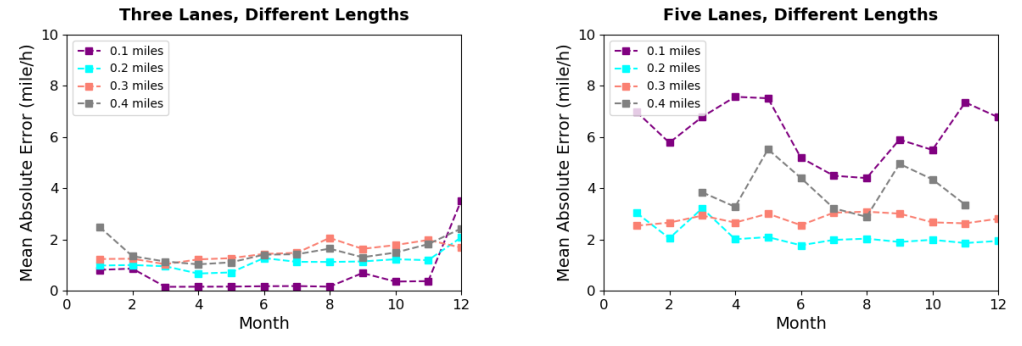 Three Lanes, Different Lengths
Mean Absolute Error (mile/h)
10
8
6
4
2
0
0.1 miles
0.2 miles
0.3 miles
0.4 miles
0 2 4 6 8 10 12
Month
Five Lanes, Different Lengths
Mean Absolute Error (mile/h)
10
8
6
4
2
0
0.1 miles
0.2 miles
0.3 miles
0.4 miles
0 2 4 6 8 10 12
Month